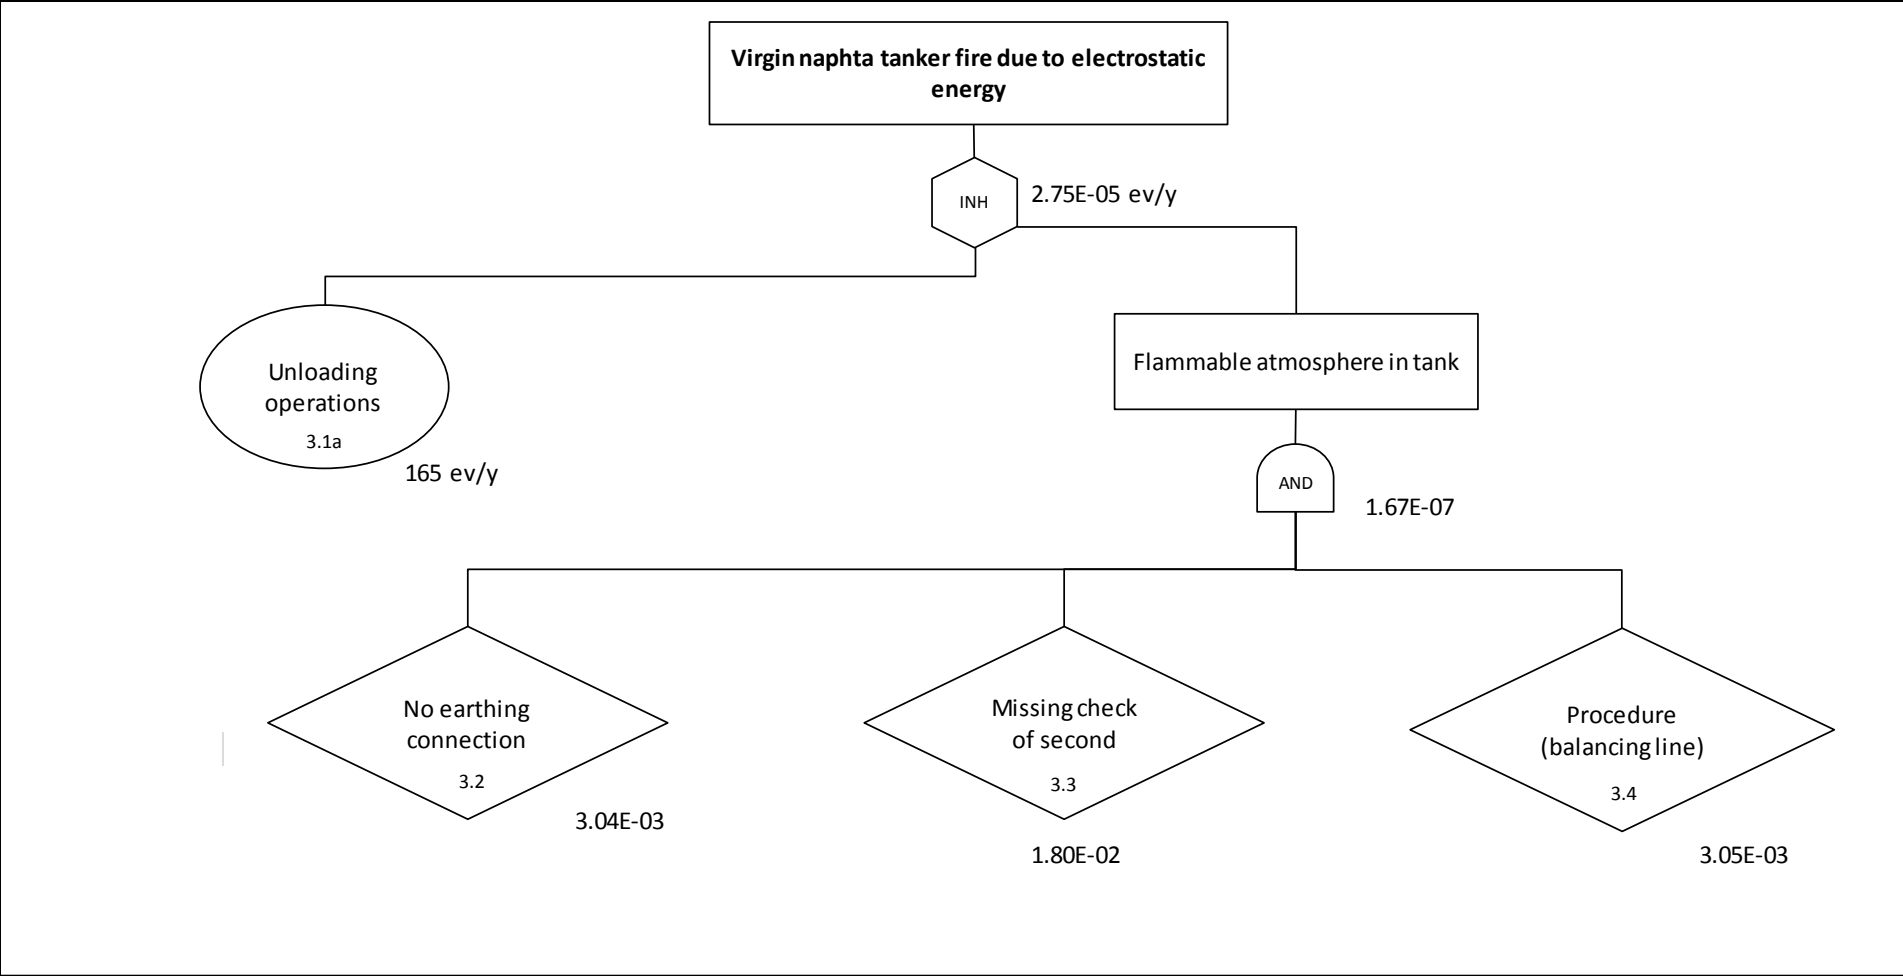 Virgin naphta tanker fire due to electrostatic
energy
INH
2.75E-05 ev/y
Unloading
operations
3.1a
165 ev/y
Flammable atmosphere in tank
AND
1.67E-07
No earthing
connection
3.2
3.04E-03
Missing check
of second
3.3
1.80E-02
Procedure
(balancing line)
3.4
3.05E-03